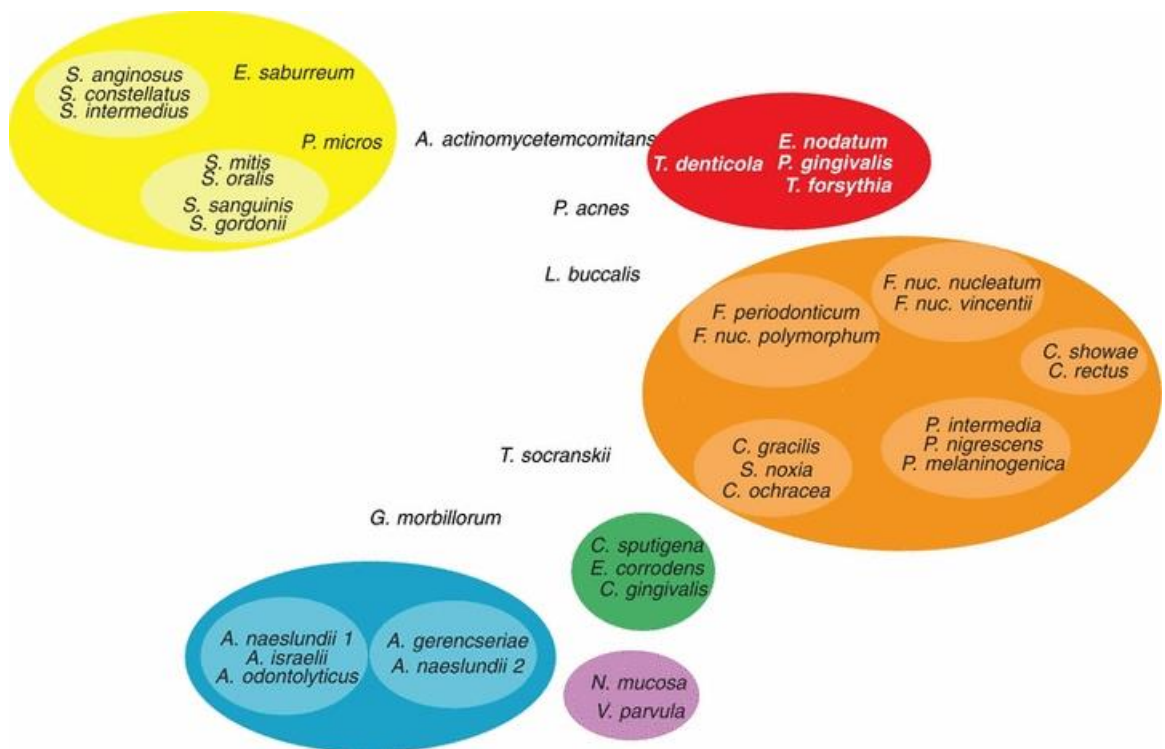 S. anginosus
S. constellatus
S. intermedius
E. saburreum
P. micros
S. mitis
S. oralis
S. sanguinis
S. gordonii
A. actinomycetemcomitans
P. acnes
L. buccalis
E. nodatum
T. denticola
P. gingivalis
T. forsythia
F. nuc. nucleatum
F. nuc. vincentii
F. periodonticum
F. nuc. polymorphum
C. showae
C. rectus
P. intermedia
P. nigrescens
P. melaninogenica
C. gracilis
S. noxia
C. ochracea
T. socranskii
G. morbillorum
C. sputigena
E. corrodens
C. gingivalis
A. naeslundii 1
A. israelii
A. odontolyticus
A. gerencseriae
A. naeslundii 2
N. mucosa
V. parvula